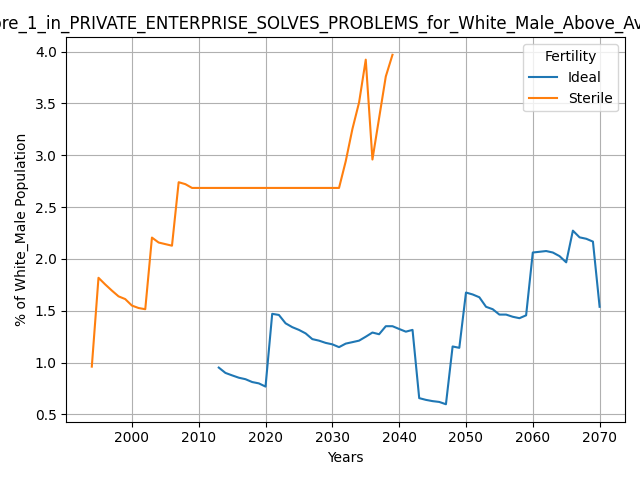 ore_1_in_PRIVATE_ENTERPRISE_SOLVES_PROBLEMS_for_White_Male_Above_Av
Fertility
Ideal
Sterile
4.0
3.5
3.0
2.5
2.0
1.5
1.0
0.5
% of White_Male Population
2000 2010 2020 2030 2040 2050 2060 2070
Years